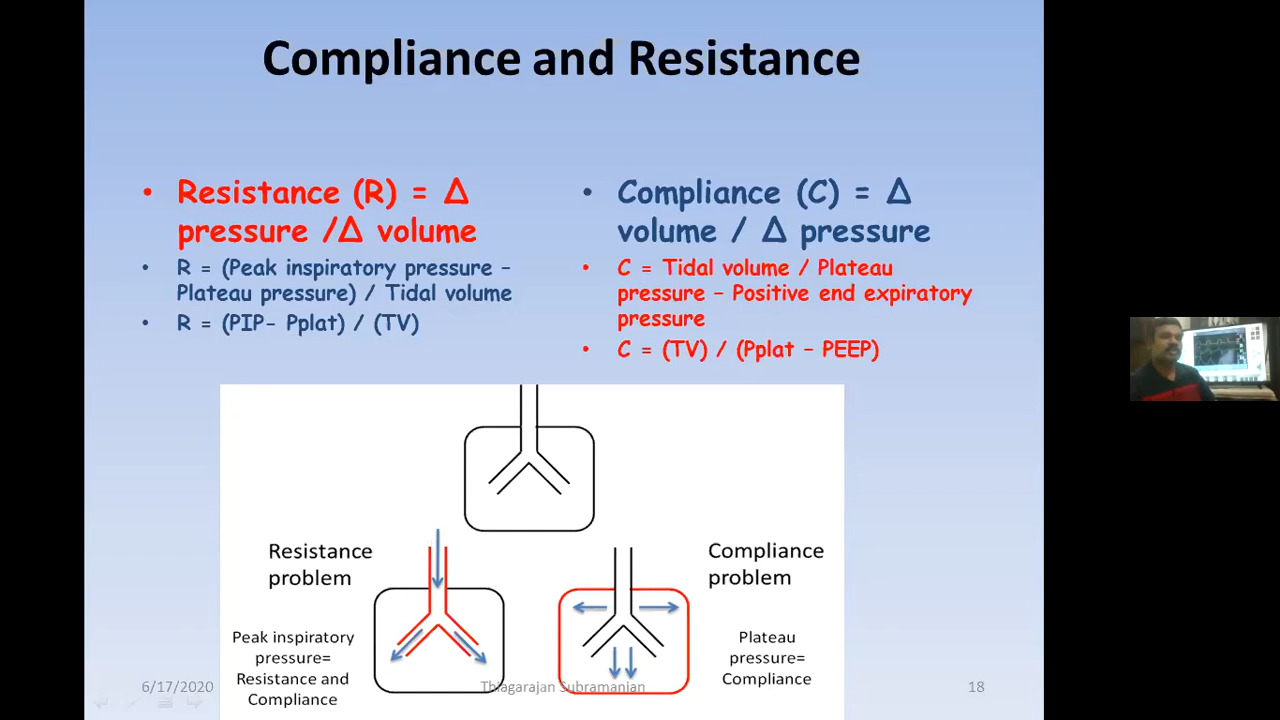 Compliance and Resistance
• Resistance (R) = Δ
pressure /Δ volume
• R = (Peak inspiratory pressure –
Plateau pressure) / Tidal volume
• R = (PIP- Pplat) / (TV)
• Compliance (C) = Δ
volume / Δ pressure
• C = Tidal volume / Plateau
pressure – Positive end expiratory
pressure
• C = (TV) / (Pplat – PEEP)
Resistance
problem
Peak inspiratory
pressure=
Resistance and
Compliance
Compliance
problem
Plateau
pressure=
Compliance
6/17/2020
Thiagarajan Subramanian
18